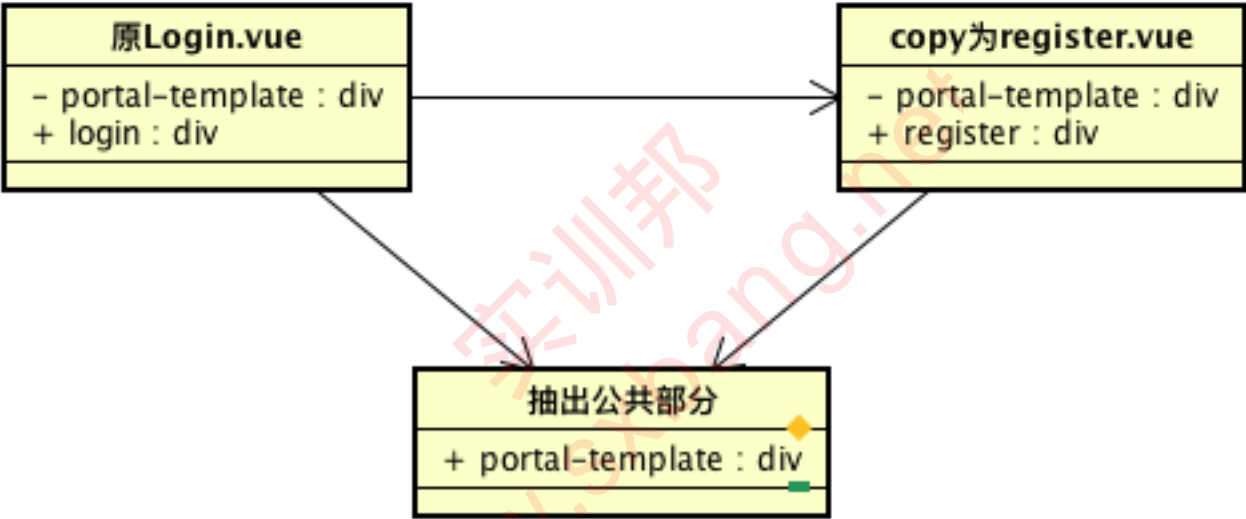 原Login.vue
- portal-template : div
+ login : div
copy为register.vue
- portal-template : div
+ register : div
抽出公共部分
+ portal-template : div
实训邦
.sxbang.net